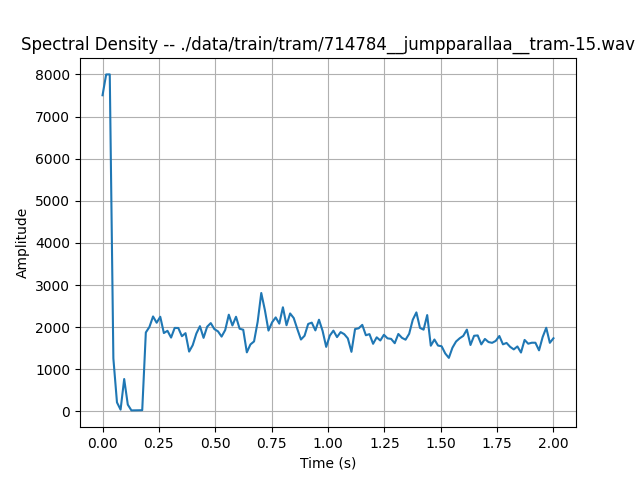 Spectral Density -- ./data/train/tram/714784__jumpparallaa__tram-15.wav
8000
7000
6000
5000
4000
3000
2000
1000
0
Amplitude
0.00 0.25 0.50 0.75 1.00 1.25 1.50 1.75 2.00
Time (s)